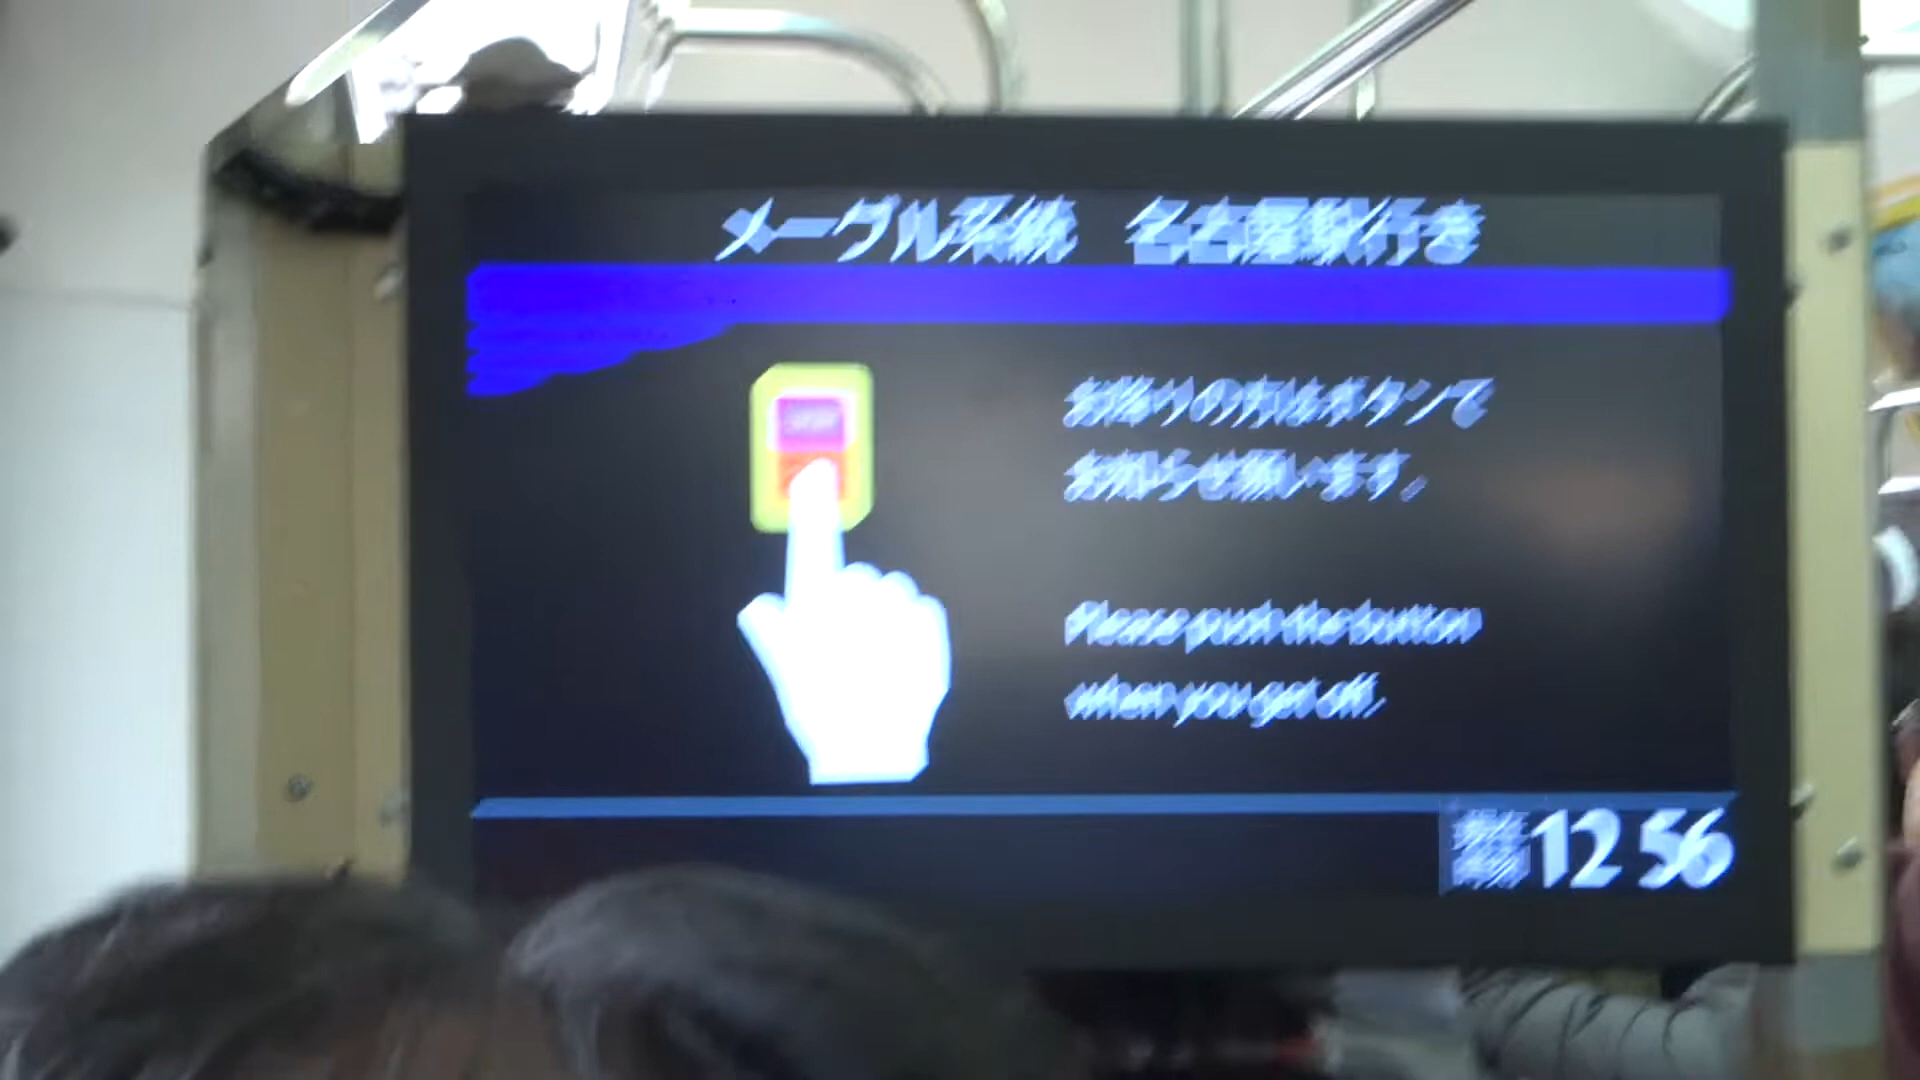 メーグル系統 名古屋駅行き
お降りの方はボタンで
お知らせ願います。
Please push the button
when you get off.
12 56